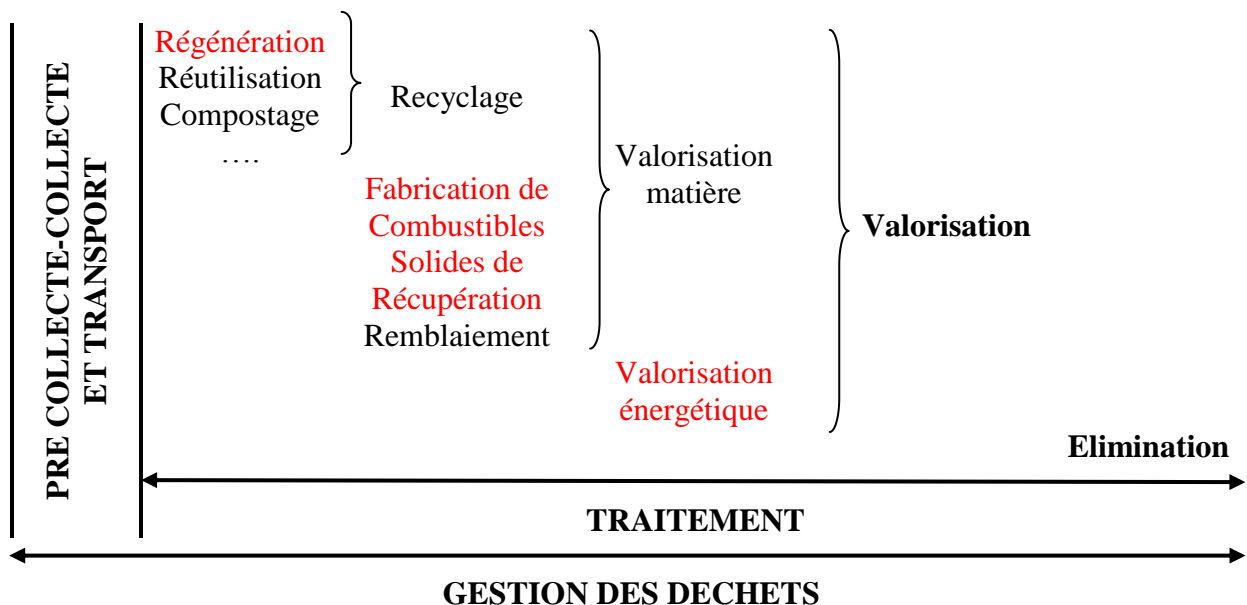 PRE COLLECTE-COLLECTE
ET TRANSPORT
Régénération
Réutilisation
Compostage
….
Recyclage
Fabrication de
Combustibles
Solides de
Récupération
Remblaiement
Valorisation
matière
Valorisation
énergétique
Valorisation
Elimination
TRAITEMENT
GESTION DES DECHETS